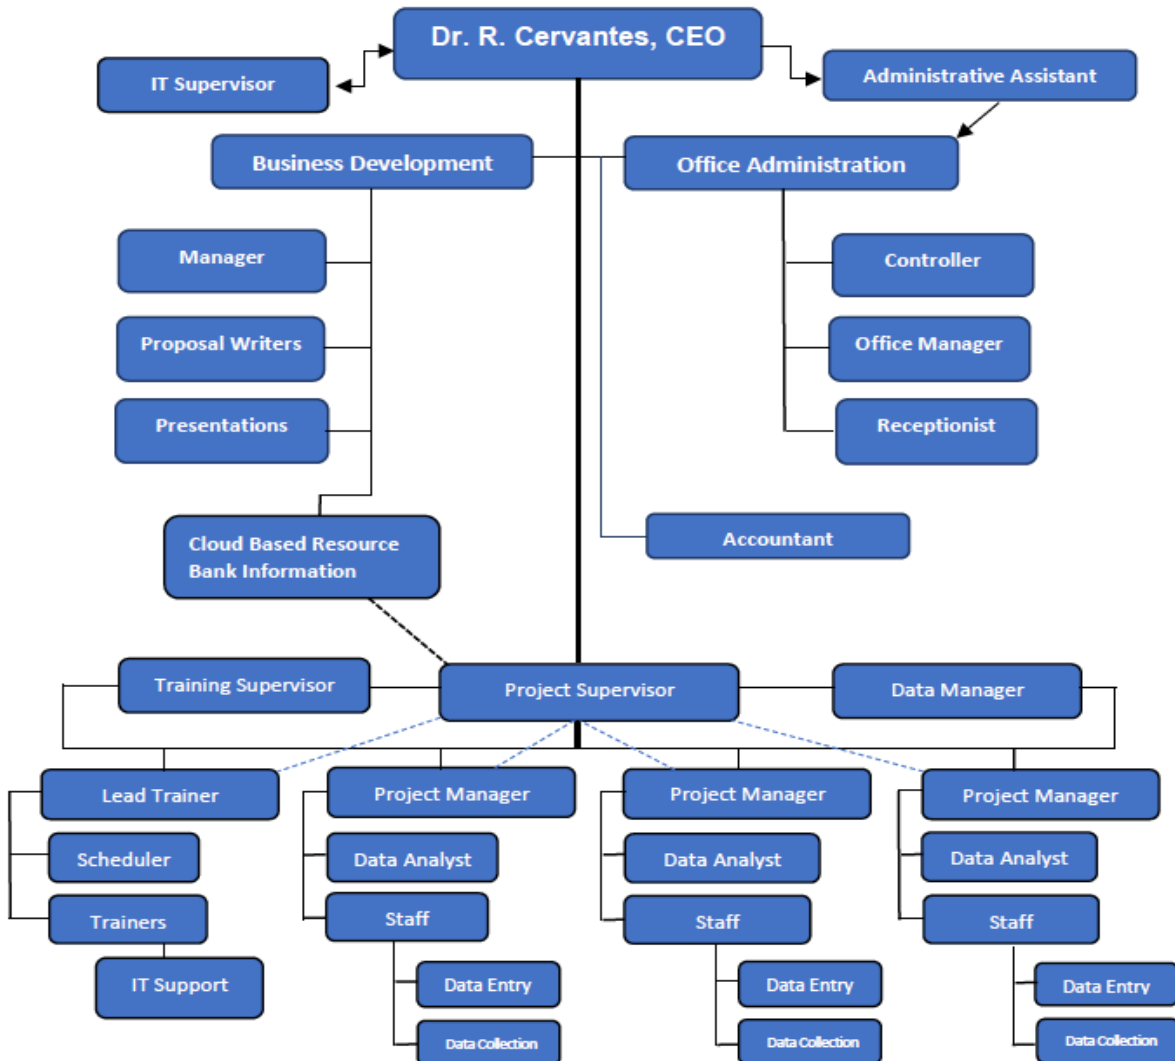 Dr. R. Cervantes, CEO
IT Supervisor
Administrative Assistant
Business Development
Office Administration
Manager
Controller
Proposal Writers
Office Manager
Presentations
Receptionist
Cloud Based Resource
Bank Information
Accountant
Training Supervisor
Project Supervisor
Data Manager
Lead Trainer
Project Manager
Project Manager
Project Manager
Scheduler
Data Analyst
Data Analyst
Data Analyst
Trainers
Staff
Staff
Staff
IT Support
Data Entry
Data Entry
Data Entry
Data Collection
Data Collection
Data Collection